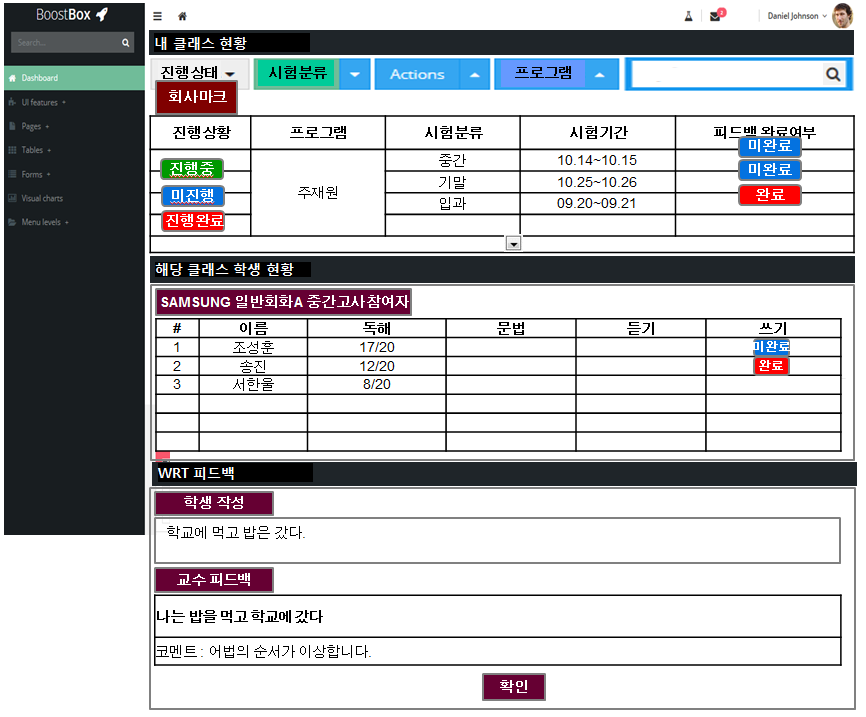 BoostBox
Daniel Johnson
2
Search...
Dashboard
UI features
Pages
Tables
Forms
Visual charts
Menu levels
내 클래스 현황
진행상태 시험분류 Actions 프로그램
회사마크
진행상황 프로그램 시험분류 시험기간 피드백 완료여부
중간 10.14~10.15 미완료
진행중
기말 10.25~10.26 미완료
미진행 주재원
입과 09.20~09.21 완료
진행완료
해당 클래스 학생 현황
SAMSUNG 일반회화A 중간고사 참여자
# 이름 독해 문법 듣기 쓰기
1 조성훈 17/20 미완료
2 송진 12/20 완료
3 서한울 8/20
WRT 피드백
학생 작성
학교에 먹고 밥은 갔다.
교수 피드백
나는 밥을 먹고 학교에 갔다
코멘트 : 어법의 순서가 이상합니다.
확인